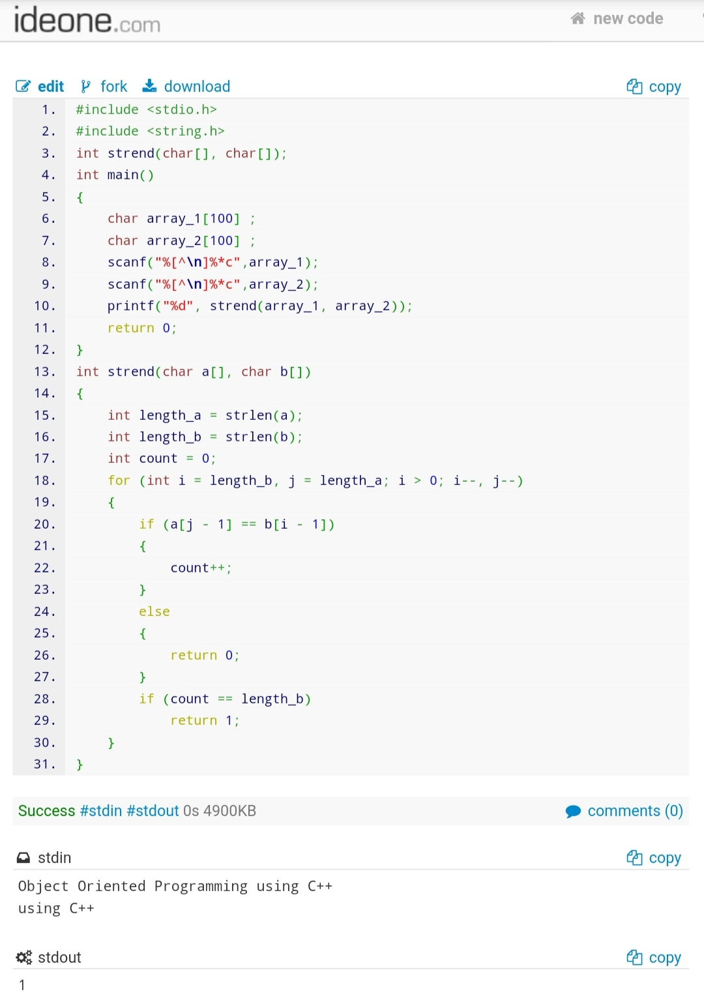 ideone.com
new code
edit fork download copy
1. #include <stdio.h>
2. #include <string.h>
3. int strend(char[], char[]);
4. int main()
5. {
6.     char array_1[100] ;
7.     char array_2[100] ;
8.     scanf("%[^\n]%*c",array_1);
9.     scanf("%[^\n]%*c",array_2);
10.     printf("%d", strend(array_1, array_2));
11.     return 0;
12. }
13. int strend(char a[], char b[])
14. {
15.     int length_a = strlen(a);
16.     int length_b = strlen(b);
17.     int count = 0;
18.     for (int i = length_b, j = length_a; i > 0; i--, j--)
19.     {
20.         if (a[j - 1] == b[i - 1])
21.         {
22.             count++;
23.         }
24.         else
25.         {
26.             return 0;
27.         }
28.         if (count == length_b)
29.             return 1;
30.     }
31. }
Success #stdin #stdout 0s 4900KB
comments (0)
stdin copy
Object Oriented Programming using C++
using C++
stdout copy
1